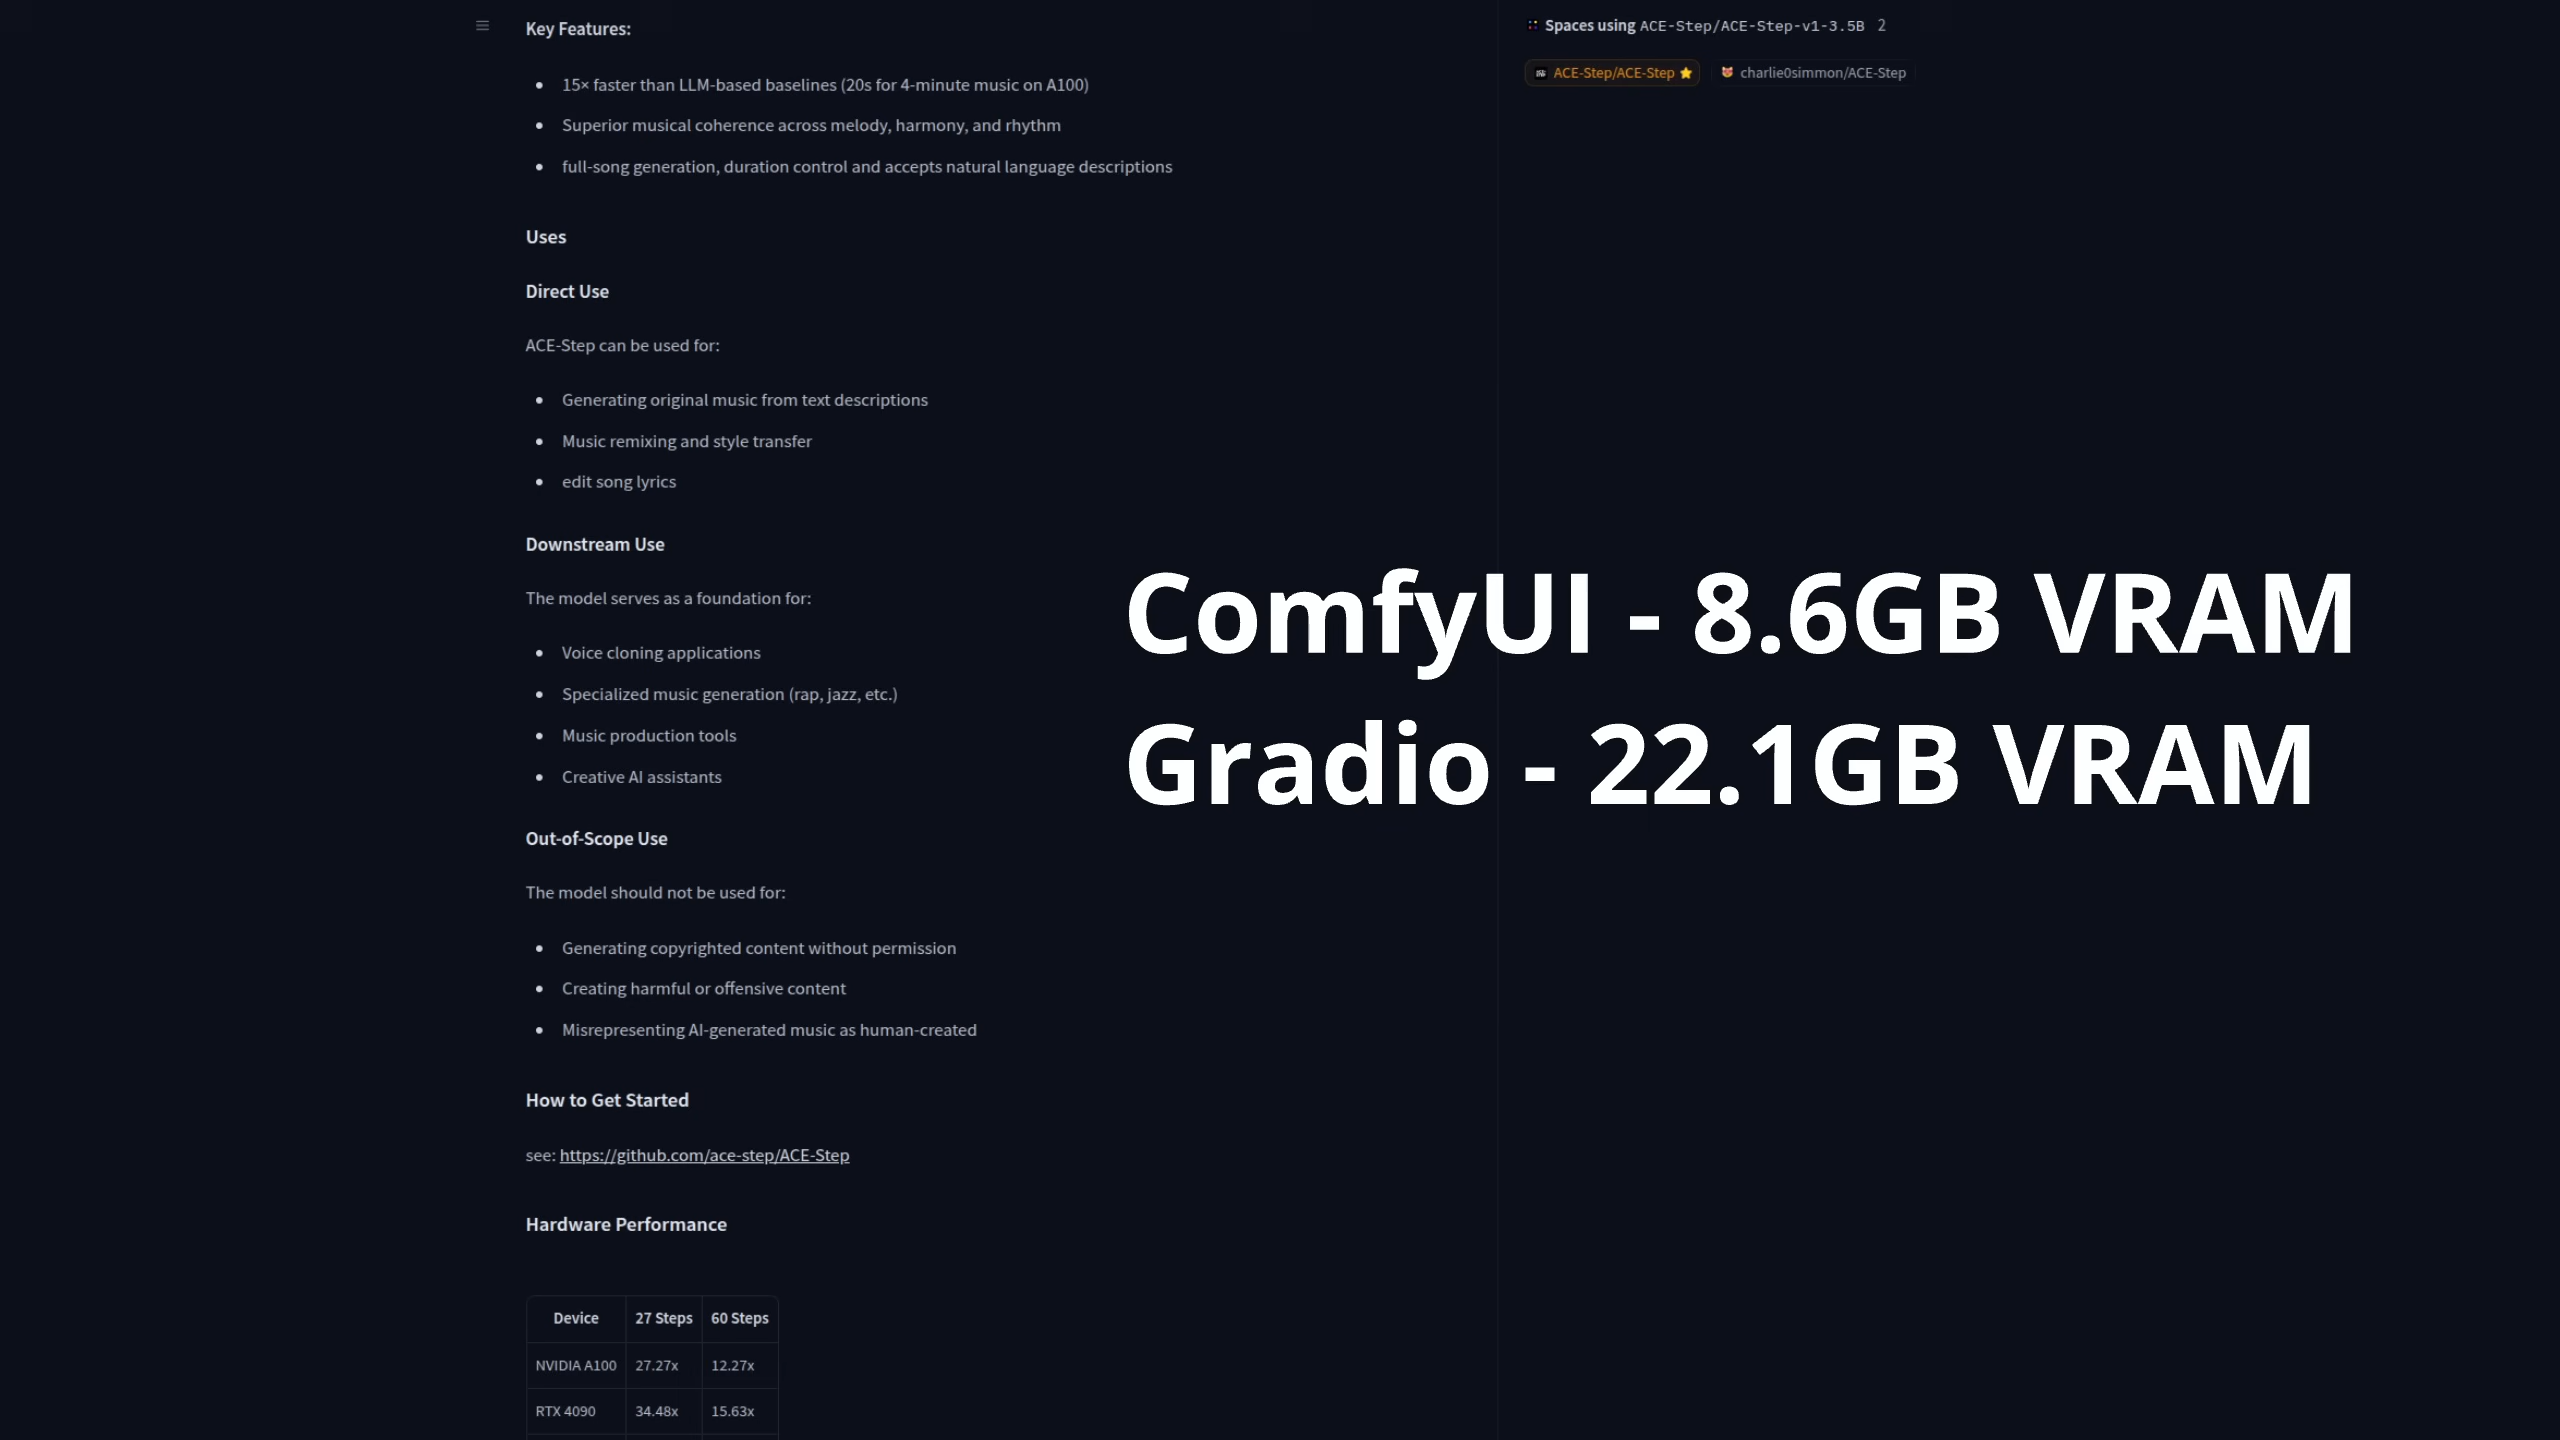 Key Features:
15× faster than LLM-based baselines (20s for 4-minute music on A100)
Superior musical coherence across melody, harmony, and rhythm
full-song generation, duration control and accepts natural language descriptions
Uses
Direct Use
ACE-Step can be used for:
Generating original music from text descriptions
Music remixing and style transfer
edit song lyrics
Downstream Use
The model serves as a foundation for:
Voice cloning applications
Specialized music generation (rap, jazz, etc.)
Music production tools
Creative AI assistants
Out-of-Scope Use
The model should not be used for:
Generating copyrighted content without permission
Creating harmful or offensive content
Misrepresenting AI-generated music as human-created
How to Get Started
see: https://github.com/ace-step/ACE-Step
Hardware Performance
Device 27 Steps 60 Steps
NVIDIA A100 27.27x 12.27x
RTX 4090 34.48x 15.63x
Spaces using ACE-Step/ACE-Step-v1-3.5B 2
ACE-Step/ACE-Step charlie0simmon/ACE-Step
ComfyUI - 8.6GB VRAM
Gradio - 22.1GB VRAM